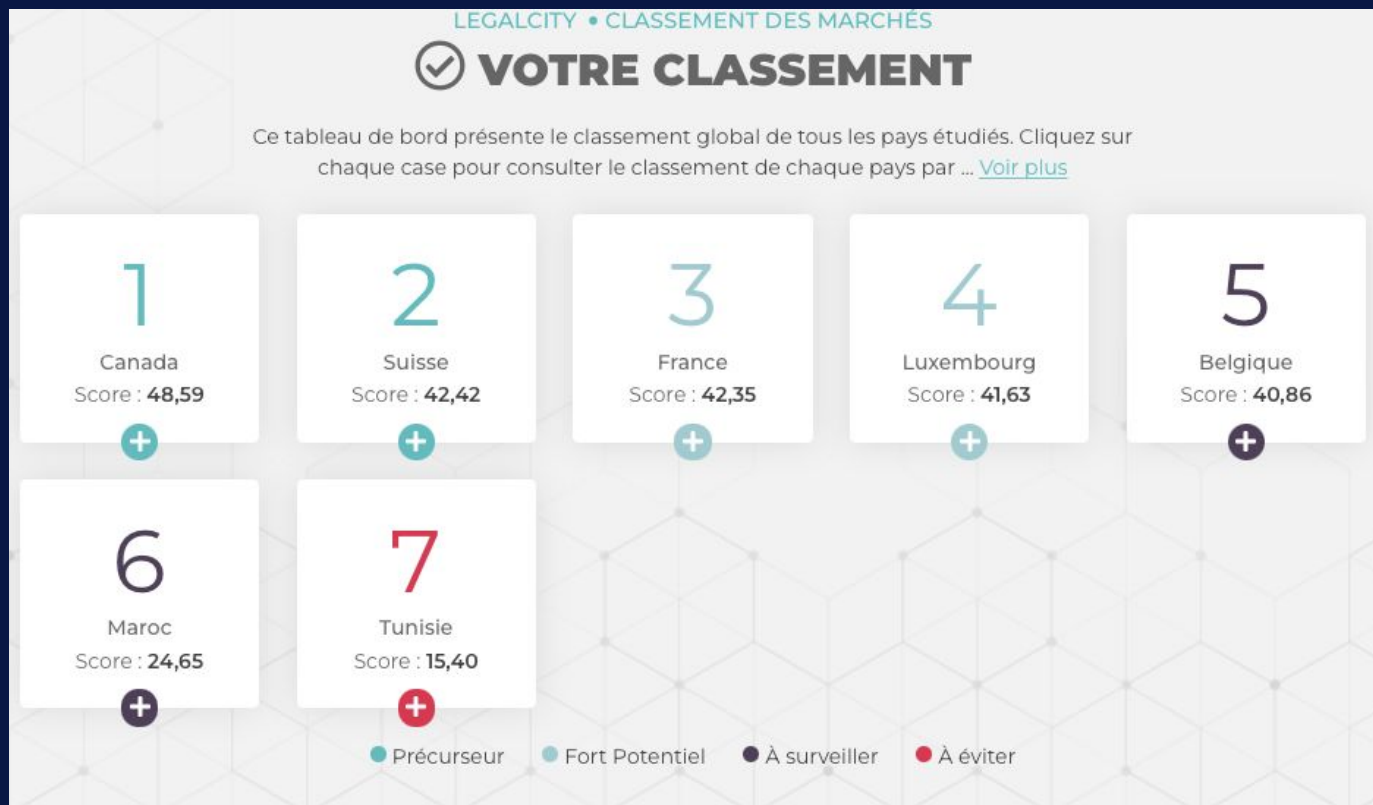 LEGALCITY • CLASSEMENT DES MARCHÉS
VOTRE CLASSEMENT
Ce tableau de bord présente le classement global de tous les pays étudiés. Cliquez sur
chaque case pour consulter le classement de chaque pays par ... Voir plus
1
Canada
Score : 48,59
2
Suisse
Score : 42,42
3
France
Score : 42,35
4
Luxembourg
Score : 41,63
5
Belgique
Score : 40,86
6
Maroc
Score : 24,65
7
Tunisie
Score : 15,40
Précurseur
Fort Potentiel
À surveiller
À éviter